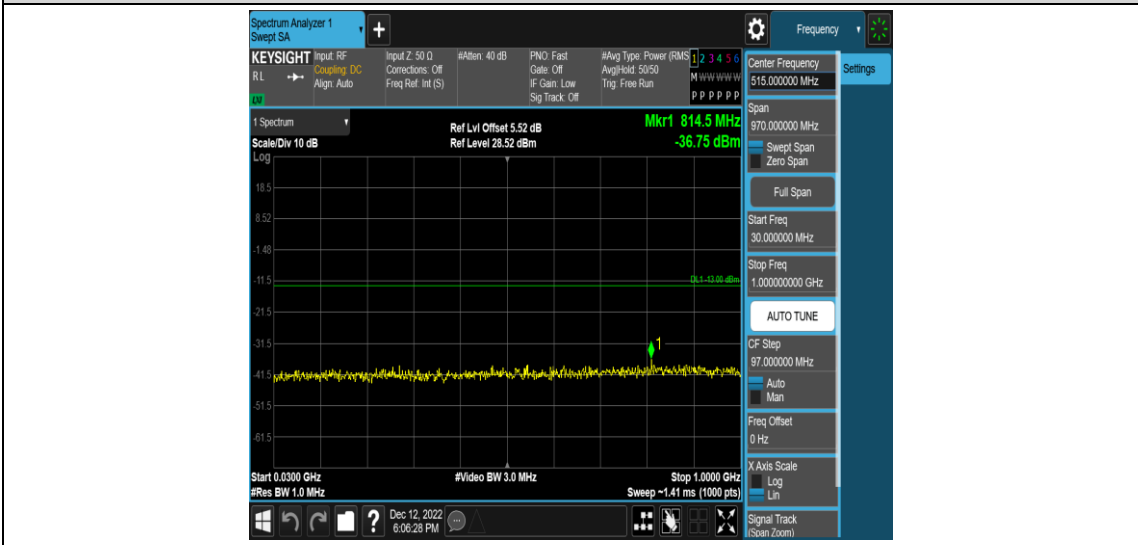 Spectrum Analyzer 1
Swept SA
+
Frequency
KEYSIGHT
RL
LXI
Input: RF
Coupling: DC
Align: Auto
Input Z: 50 Ω
Corrections: Off
Freq Ref: Int (S)
#Atten: 40 dB
PNO: Fast
Gate: Off
IF Gain: Low
Sig Track: Off
#Avg Type: Power (RMS
Avg|Hold: 50/50
Trig: Free Run
1 2 3 4 5 6
M W W W W W
P P P P P P
1 Spectrum
Scale/Div 10 dB
Log
Ref Lvl Offset 5.52 dB
Ref Level 28.52 dBm
Mkr1 814.5 MHz
-36.75 dBm
18.5
8.52
-1.48
-11.5
DL1 -13.00 dBm
-21.5
-31.5
1
-41.5
-51.5
-61.5
Start 0.0300 GHz
#Res BW 1.0 MHz
#Video BW 3.0 MHz
Stop 1.0000 GHz
Sweep ~1.41 ms (1000 pts)
?
Dec 12, 2022
6:06:28 PM
Center Frequency
515.000000 MHz
Settings
Span
970.000000 MHz
Swept Span
Zero Span
Full Span
Start Freq
30.000000 MHz
Stop Freq
1.000000000 GHz
AUTO TUNE
CF Step
97.000000 MHz
Auto
Man
Freq Offset
0 Hz
X Axis Scale
Log
Lin
Signal Track
(Span Zoom)